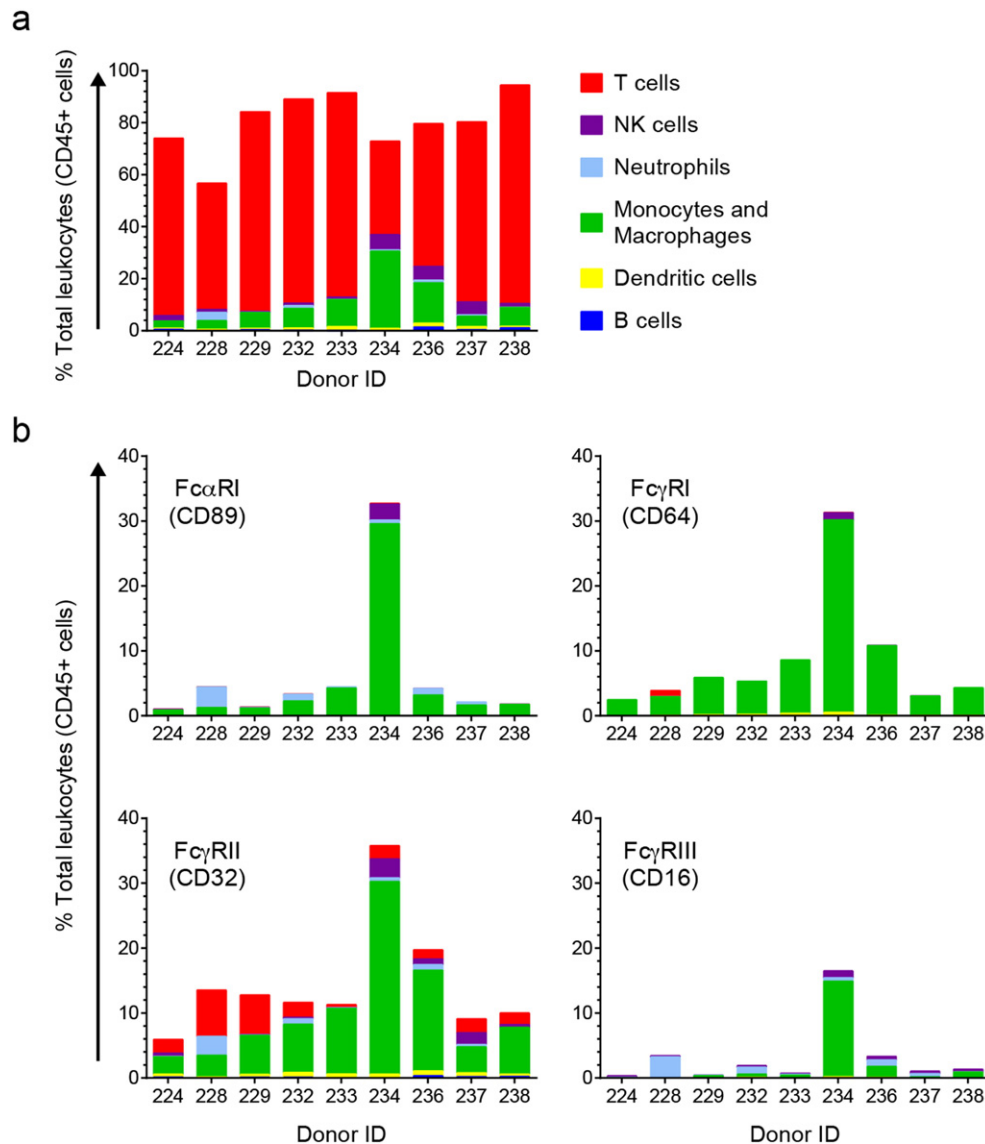 a
% Total leukocytes (CD45+ cells)
100
80
60
40
20
0
224 228 229 232 233 234 236 237 238
Donor ID
T cells
NK cells
Neutrophils
Monocytes and
Macrophages
Dendritic cells
B cells
b
% Total leukocytes (CD45+ cells)
40
30
20
10
0
FcαRI
(CD89)
224 228 229 232 233 234 236 237 238
40
30
20
10
0
FcγRI
(CD64)
224 228 229 232 233 234 236 237 238
40
30
20
10
0
FcγRII
(CD32)
224 228 229 232 233 234 236 237 238
Donor ID
40
30
20
10
0
FcγRIII
(CD16)
224 228 229 232 233 234 236 237 238
Donor ID